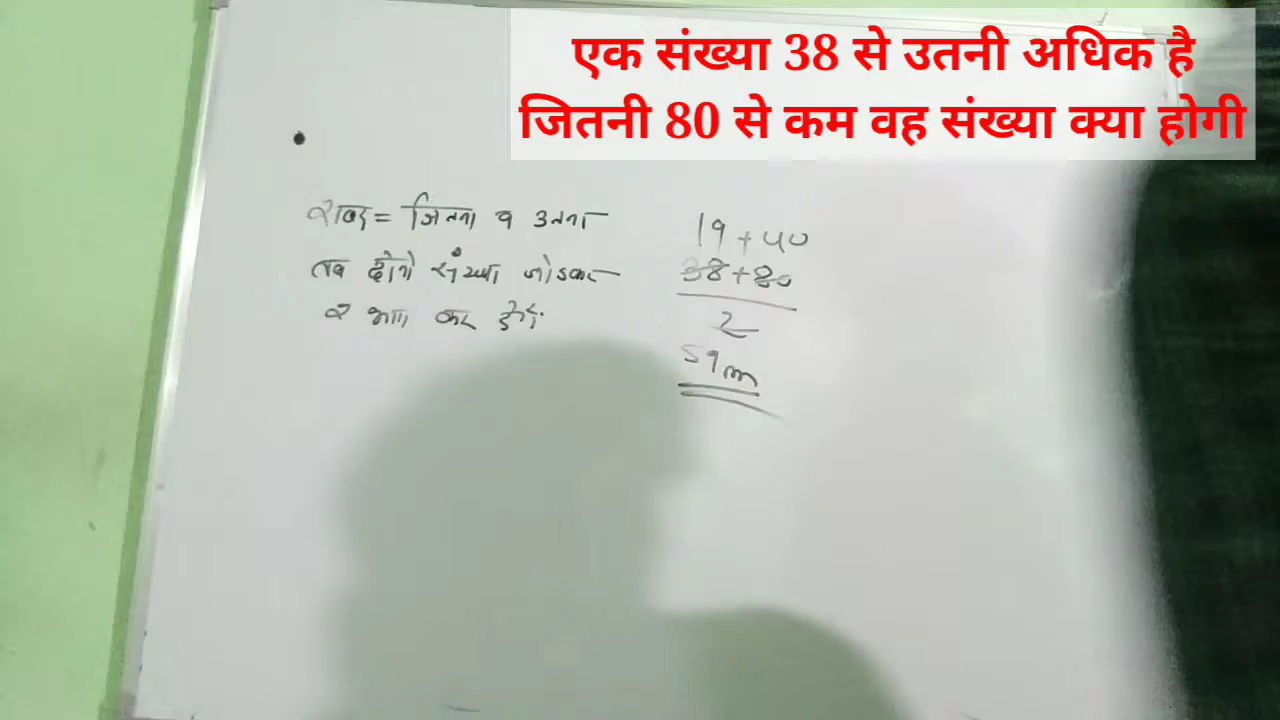 एक संख्या 38 से उतनी अधिक है
जितनी 80 से कम वह संख्या क्या होगी
शब्द = जितना व उतना
तब दोनो संख्या जोडकर
२ भाग कर देंगे
19 + 40
38 + 80
2
59